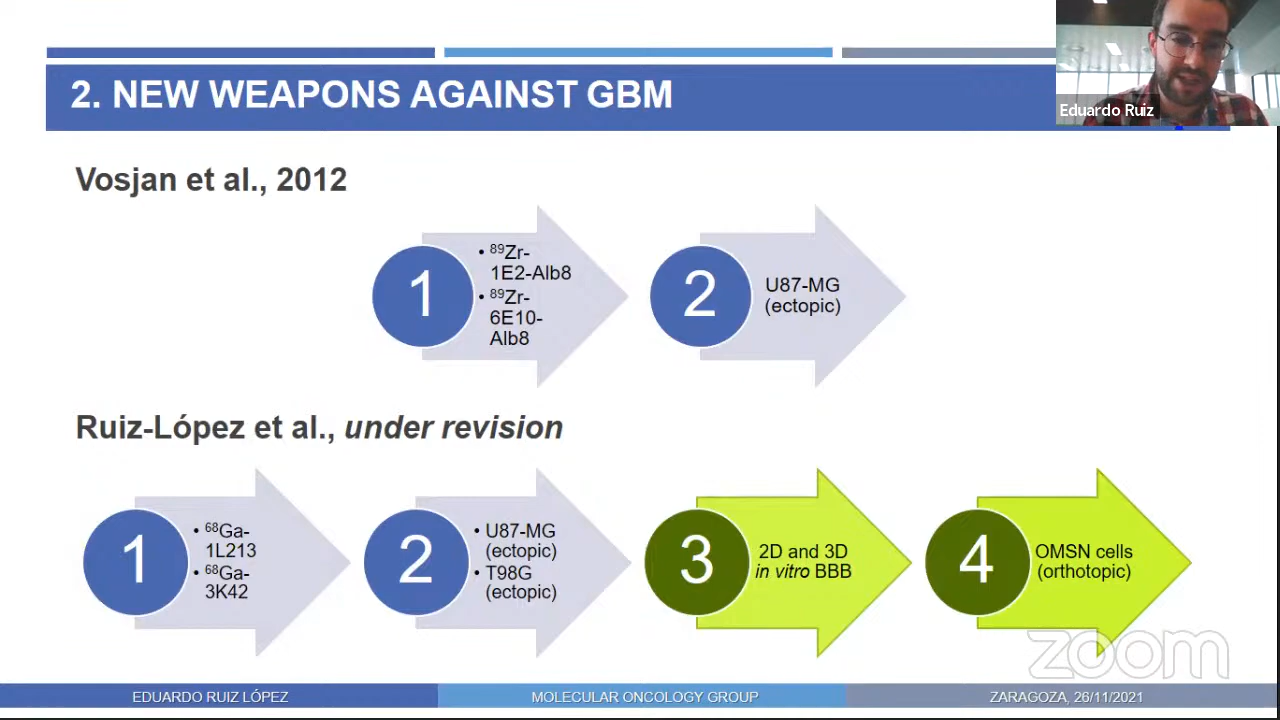 2. NEW WEAPONS AGAINST GBM
Eduardo Ruiz
Vosjan et al., 2012
1
• ⁸⁹Zr-
1E2-Alb8
• ⁸⁹Zr-
6E10-
Alb8
2
U87-MG
(ectopic)
Ruiz-López et al., under revision
1
• ⁶⁸Ga-
1L213
• ⁶⁸Ga-
3K42
2
• U87-MG
(ectopic)
• T98G
(ectopic)
3
2D and 3D
in vitro BBB
4
OMSN cells
(orthotopic)
zoom
EDUARDO RUIZ LÓPEZ
MOLECULAR ONCOLOGY GROUP
ZARAGOZA, 26/11/2021